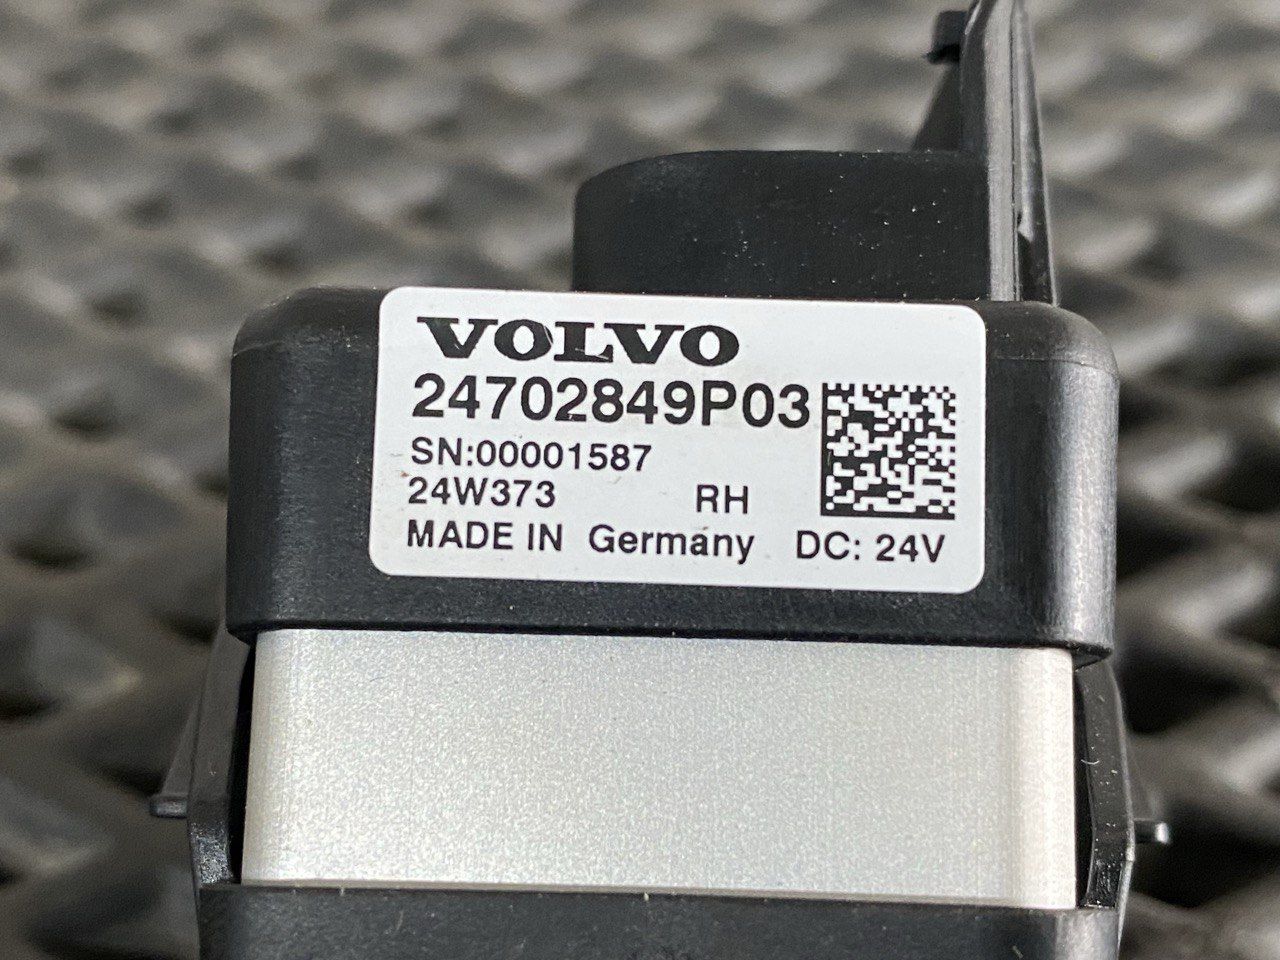 VOLVO
24702849P03
SN:00001587
24W373 RH
MADE IN Germany DC: 24V